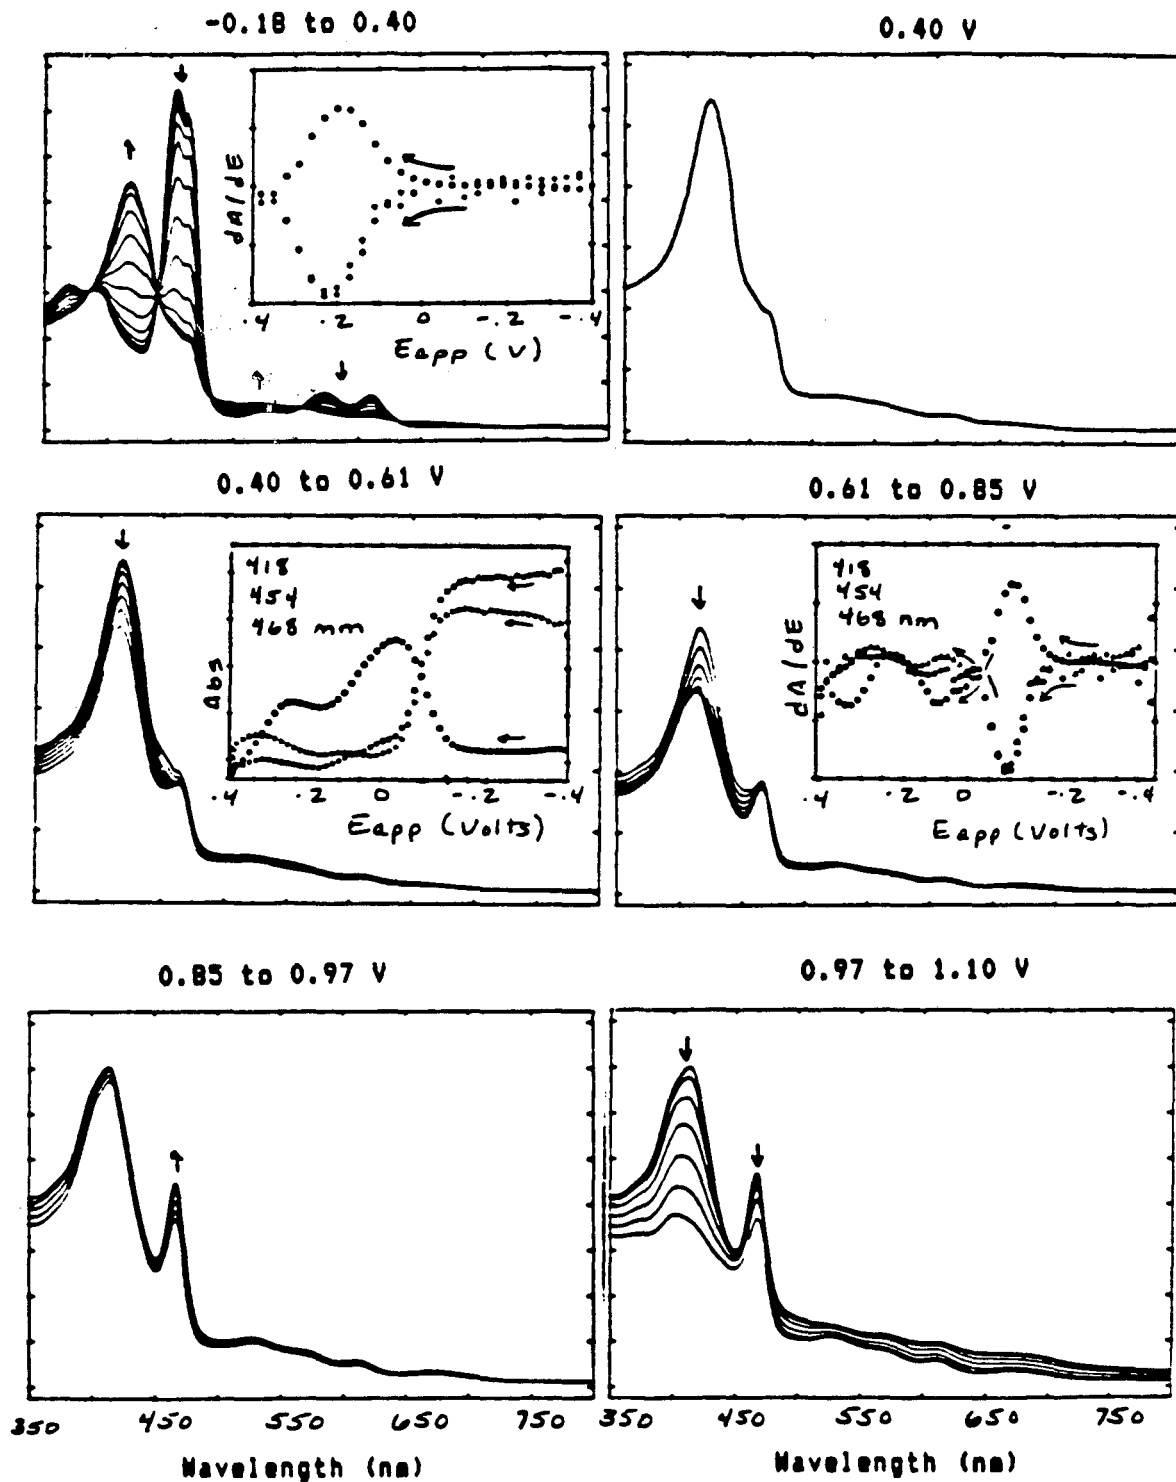 -0.18 to 0.40
0.40 V
dA/dE
.4 .2 0 -.2 -.4
Eapp (V)
0.40 to 0.61 V
0.61 to 0.85 V
418
454
468 mm
Abs
.4 .2 0 -.2 -.4
Eapp (Volts)
418
454
468 nm
dA/dE
.4 .2 0 -.2 -.4
Eapp (Volts)
0.85 to 0.97 V
0.97 to 1.10 V
350 450 550 650 750
350 450 550 650 750
Wavelength (nm)
Wavelength (nm)